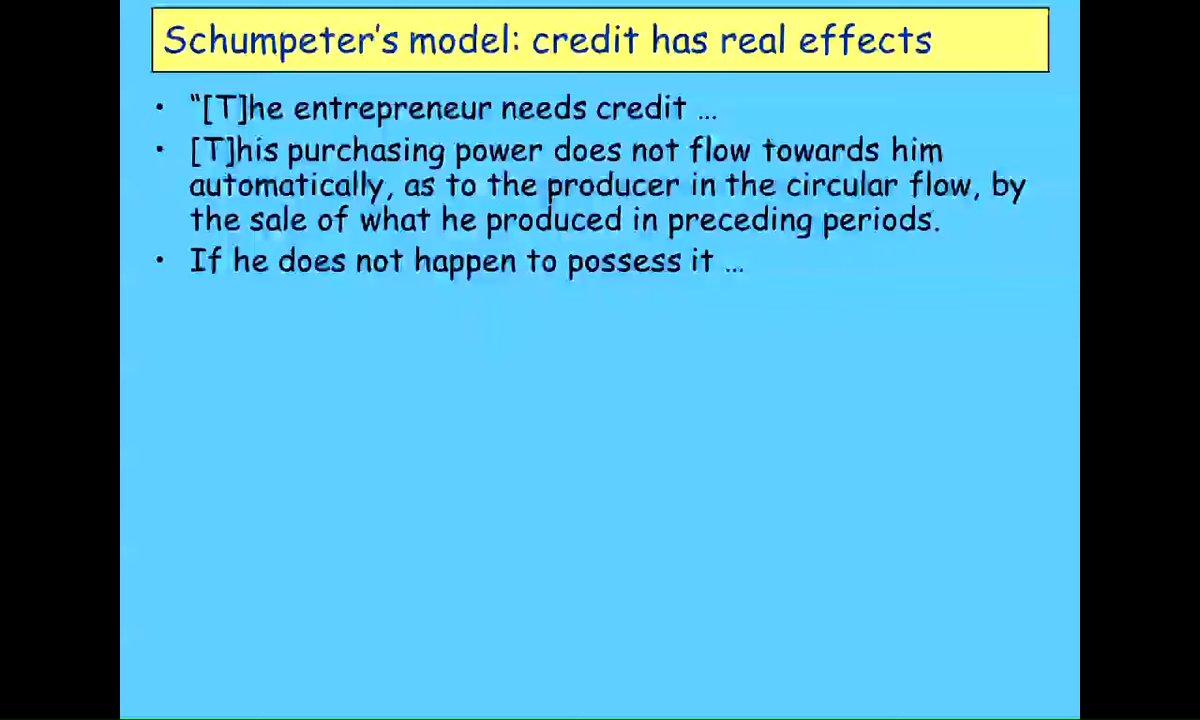 Schumpeter's model: credit has real effects
• "[T]he entrepreneur needs credit ...
• [T]his purchasing power does not flow towards him
automatically, as to the producer in the circular flow, by
the sale of what he produced in preceding periods.
• If he does not happen to possess it ...